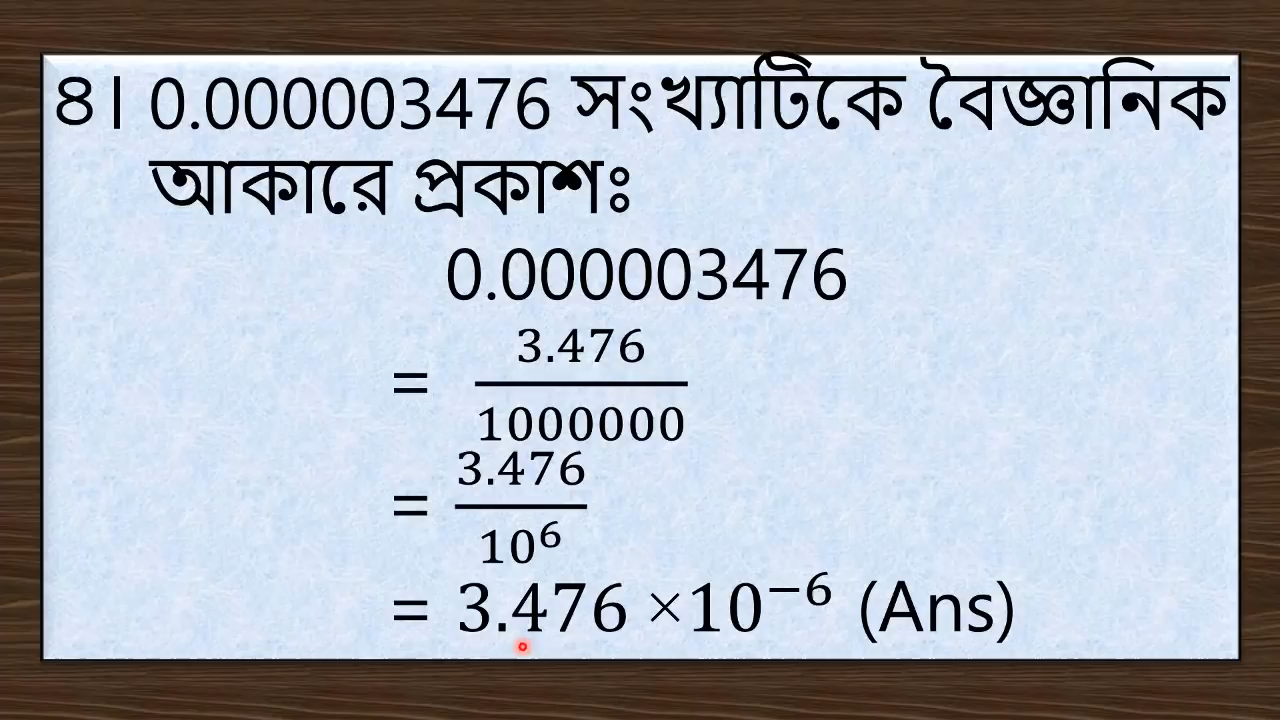 ৪। 0.000003476 সংখ্যাটিকে বৈজ্ঞানিক
আকারে প্রকাশঃ
0.000003476
= 3.476/1000000
= 3.476/10⁶
= 3.476 ×10⁻⁶ (Ans)